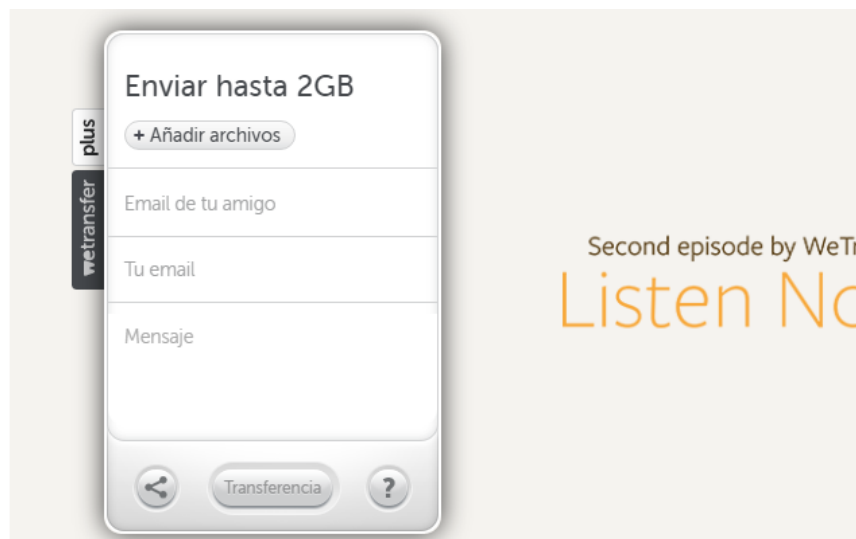 Enviar hasta 2GB
+ Añadir archivos
plus
wetransfer
Email de tu amigo
Tu email
Mensaje
Transferencia
?
Second episode by WeTr
Listen No